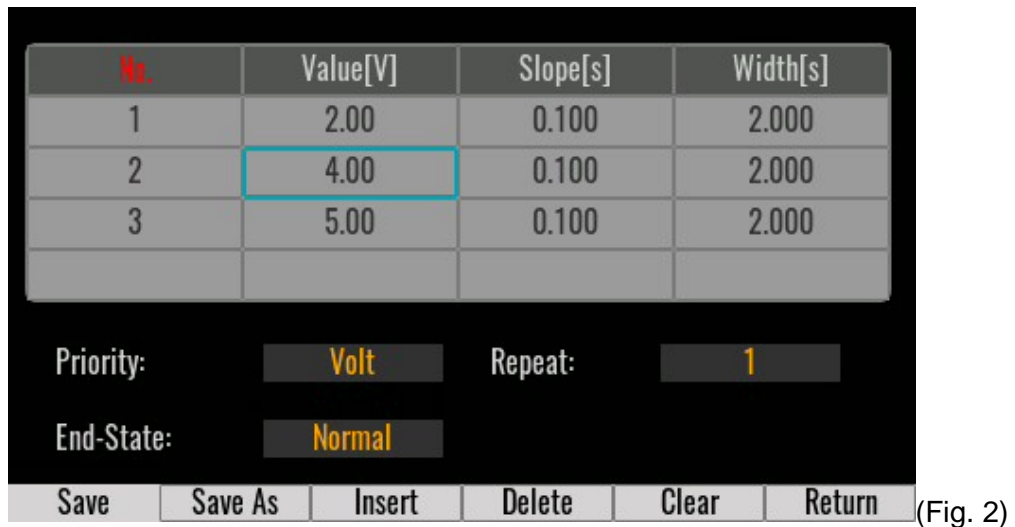 No. Value[V] Slope[s] Width[s]
1 2.00 0.100 2.000
2 4.00 0.100 2.000
3 5.00 0.100 2.000
Priority: Volt Repeat: 1
End-State: Normal
Save Save As Insert Delete Clear Return (Fig. 2)